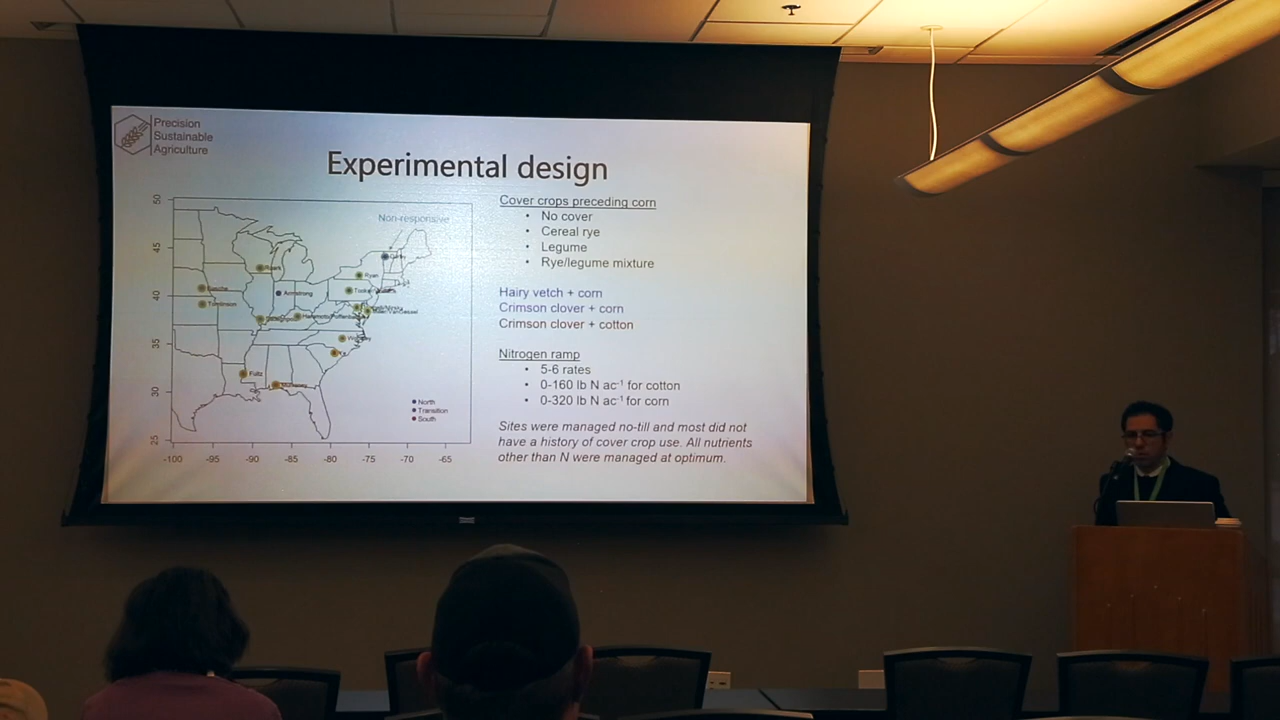 Precision
Sustainable
Agriculture
Experimental design
Non-responsive
Ryan
Armstrong
Tomlinson
Foltz
North
Transition
South
50
45
40
35
30
25
-100 -95 -90 -85 -80 -75 -70 -65
Cover crops preceding corn
• No cover
• Cereal rye
• Legume
• Rye/legume mixture
Hairy vetch + corn
Crimson clover + corn
Crimson clover + cotton
Nitrogen ramp
• 5-6 rates
• 0-160 lb N ac⁻¹ for cotton
• 0-320 lb N ac⁻¹ for corn
Sites were managed no-till and most did not
have a history of cover crop use. All nutrients
other than N were managed at optimum.